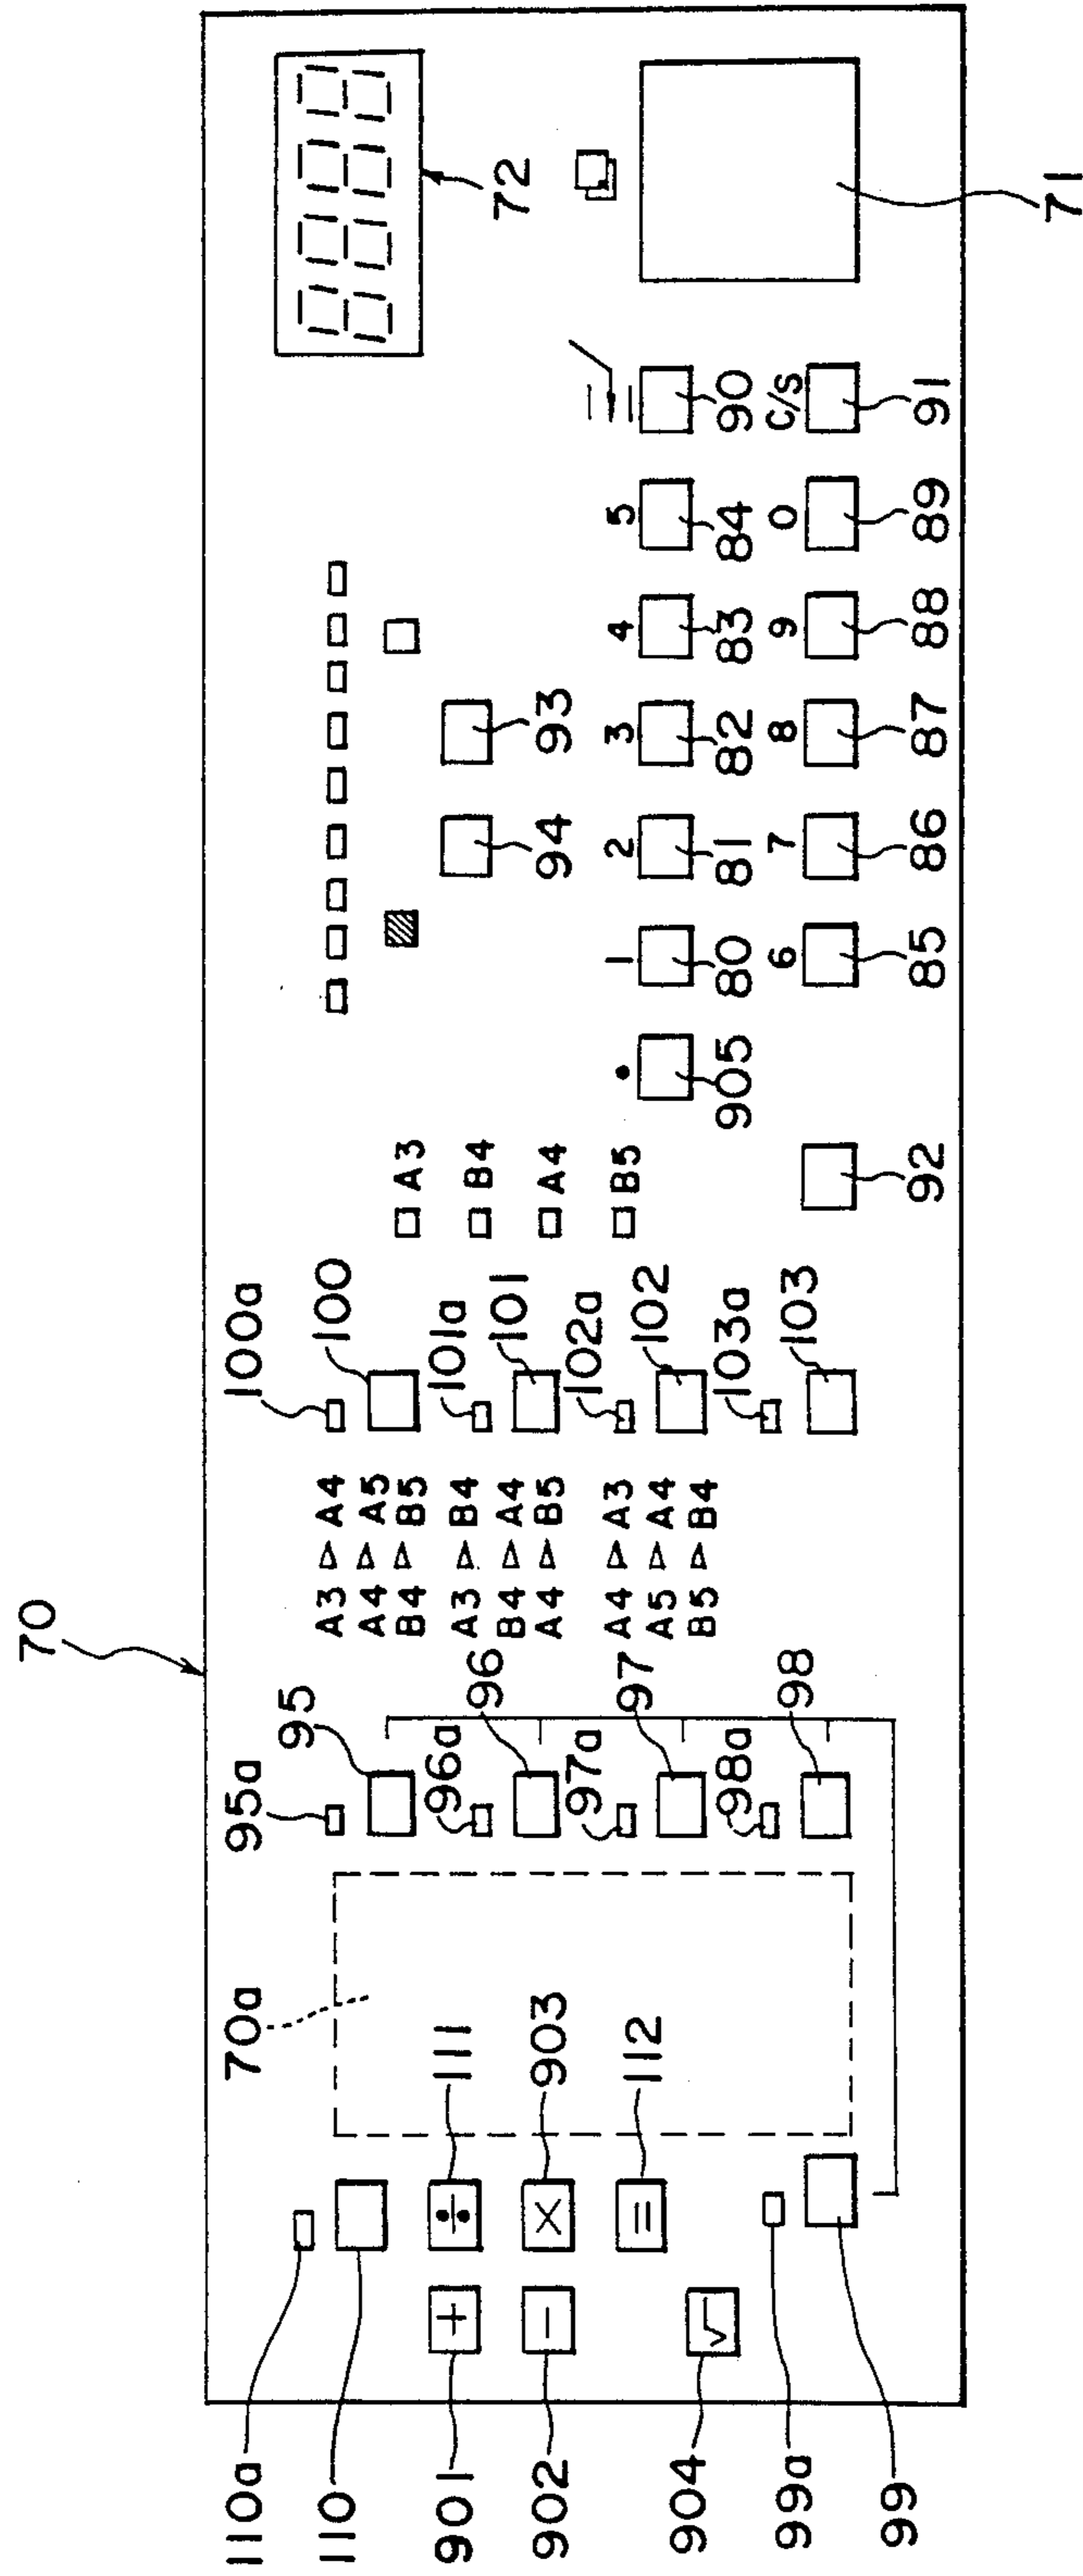 70
110a
110
901
902
904
99a
99
+
−
√
÷
×
=
70a
111
903
112
95a
95
96a
96
97a
97
98a
98
A3 ▷ A4
A4 ▷ A5
B4 ▷ B5
A3 ▷ B4
B4 ▷ A4
A4 ▷ B5
A4 ▷ A3
A5 ▷ A4
B5 ▷ B4
100a
100
101a
101
102a
102
103a
103
A3
B4
A4
B5
92
94
93
72
71
• 1 2 3 4 5
905 80 81 82 83 84 90
6 7 8 9 0 C/S
85 86 87 88 89 91